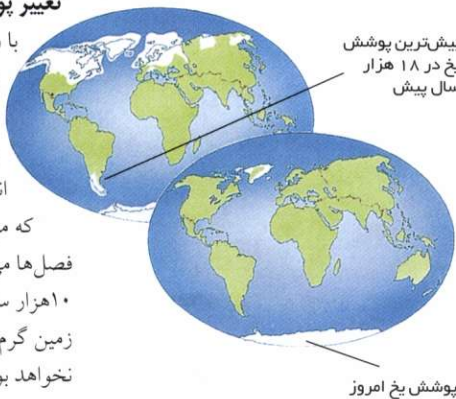 تغییر
با
بیش‌ترین پوشش
یخ در ۱۸ هزار
سال پیش
که
فصل‌ها
۱۰هزار
زمین گرم
نخواهد
پوشش یخ امروز